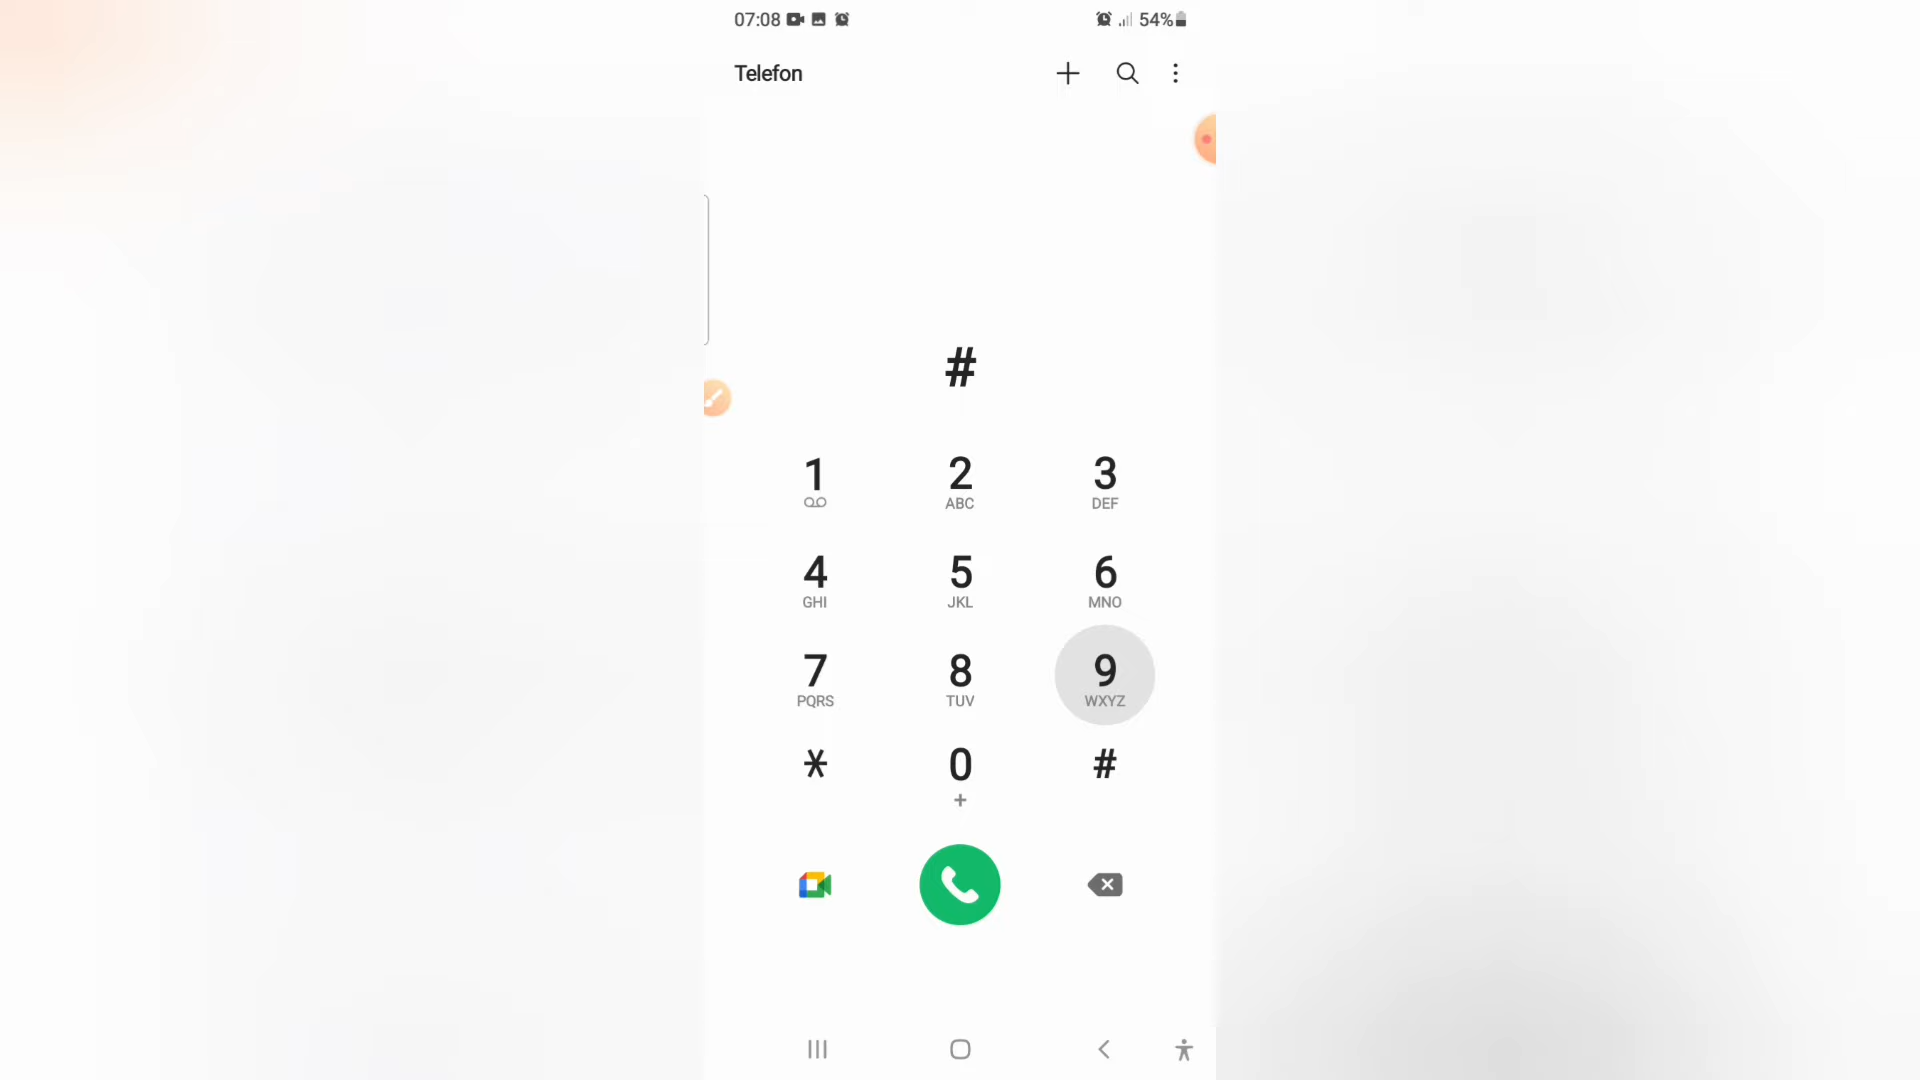 07:08 54%
Telefon
#
1 2 3
ABC DEF
4 5 6
GHI JKL MNO
7 8 9
PQRS TUV WXYZ
* 0 #
+